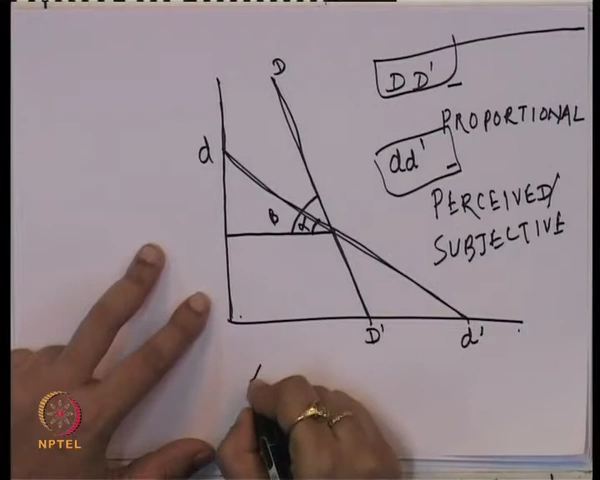 D
DD'
PROPORTIONAL
d
dd'
B
α
PERCEIVED/
SUBJECTIVE
D'
d'
NPTEL